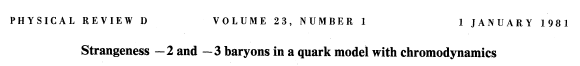 PHYSICAL REVIEW D VOLUME 23, NUMBER 1 1 JANUARY 1981
Strangeness −2 and −3 baryons in a quark model with chromodynamics